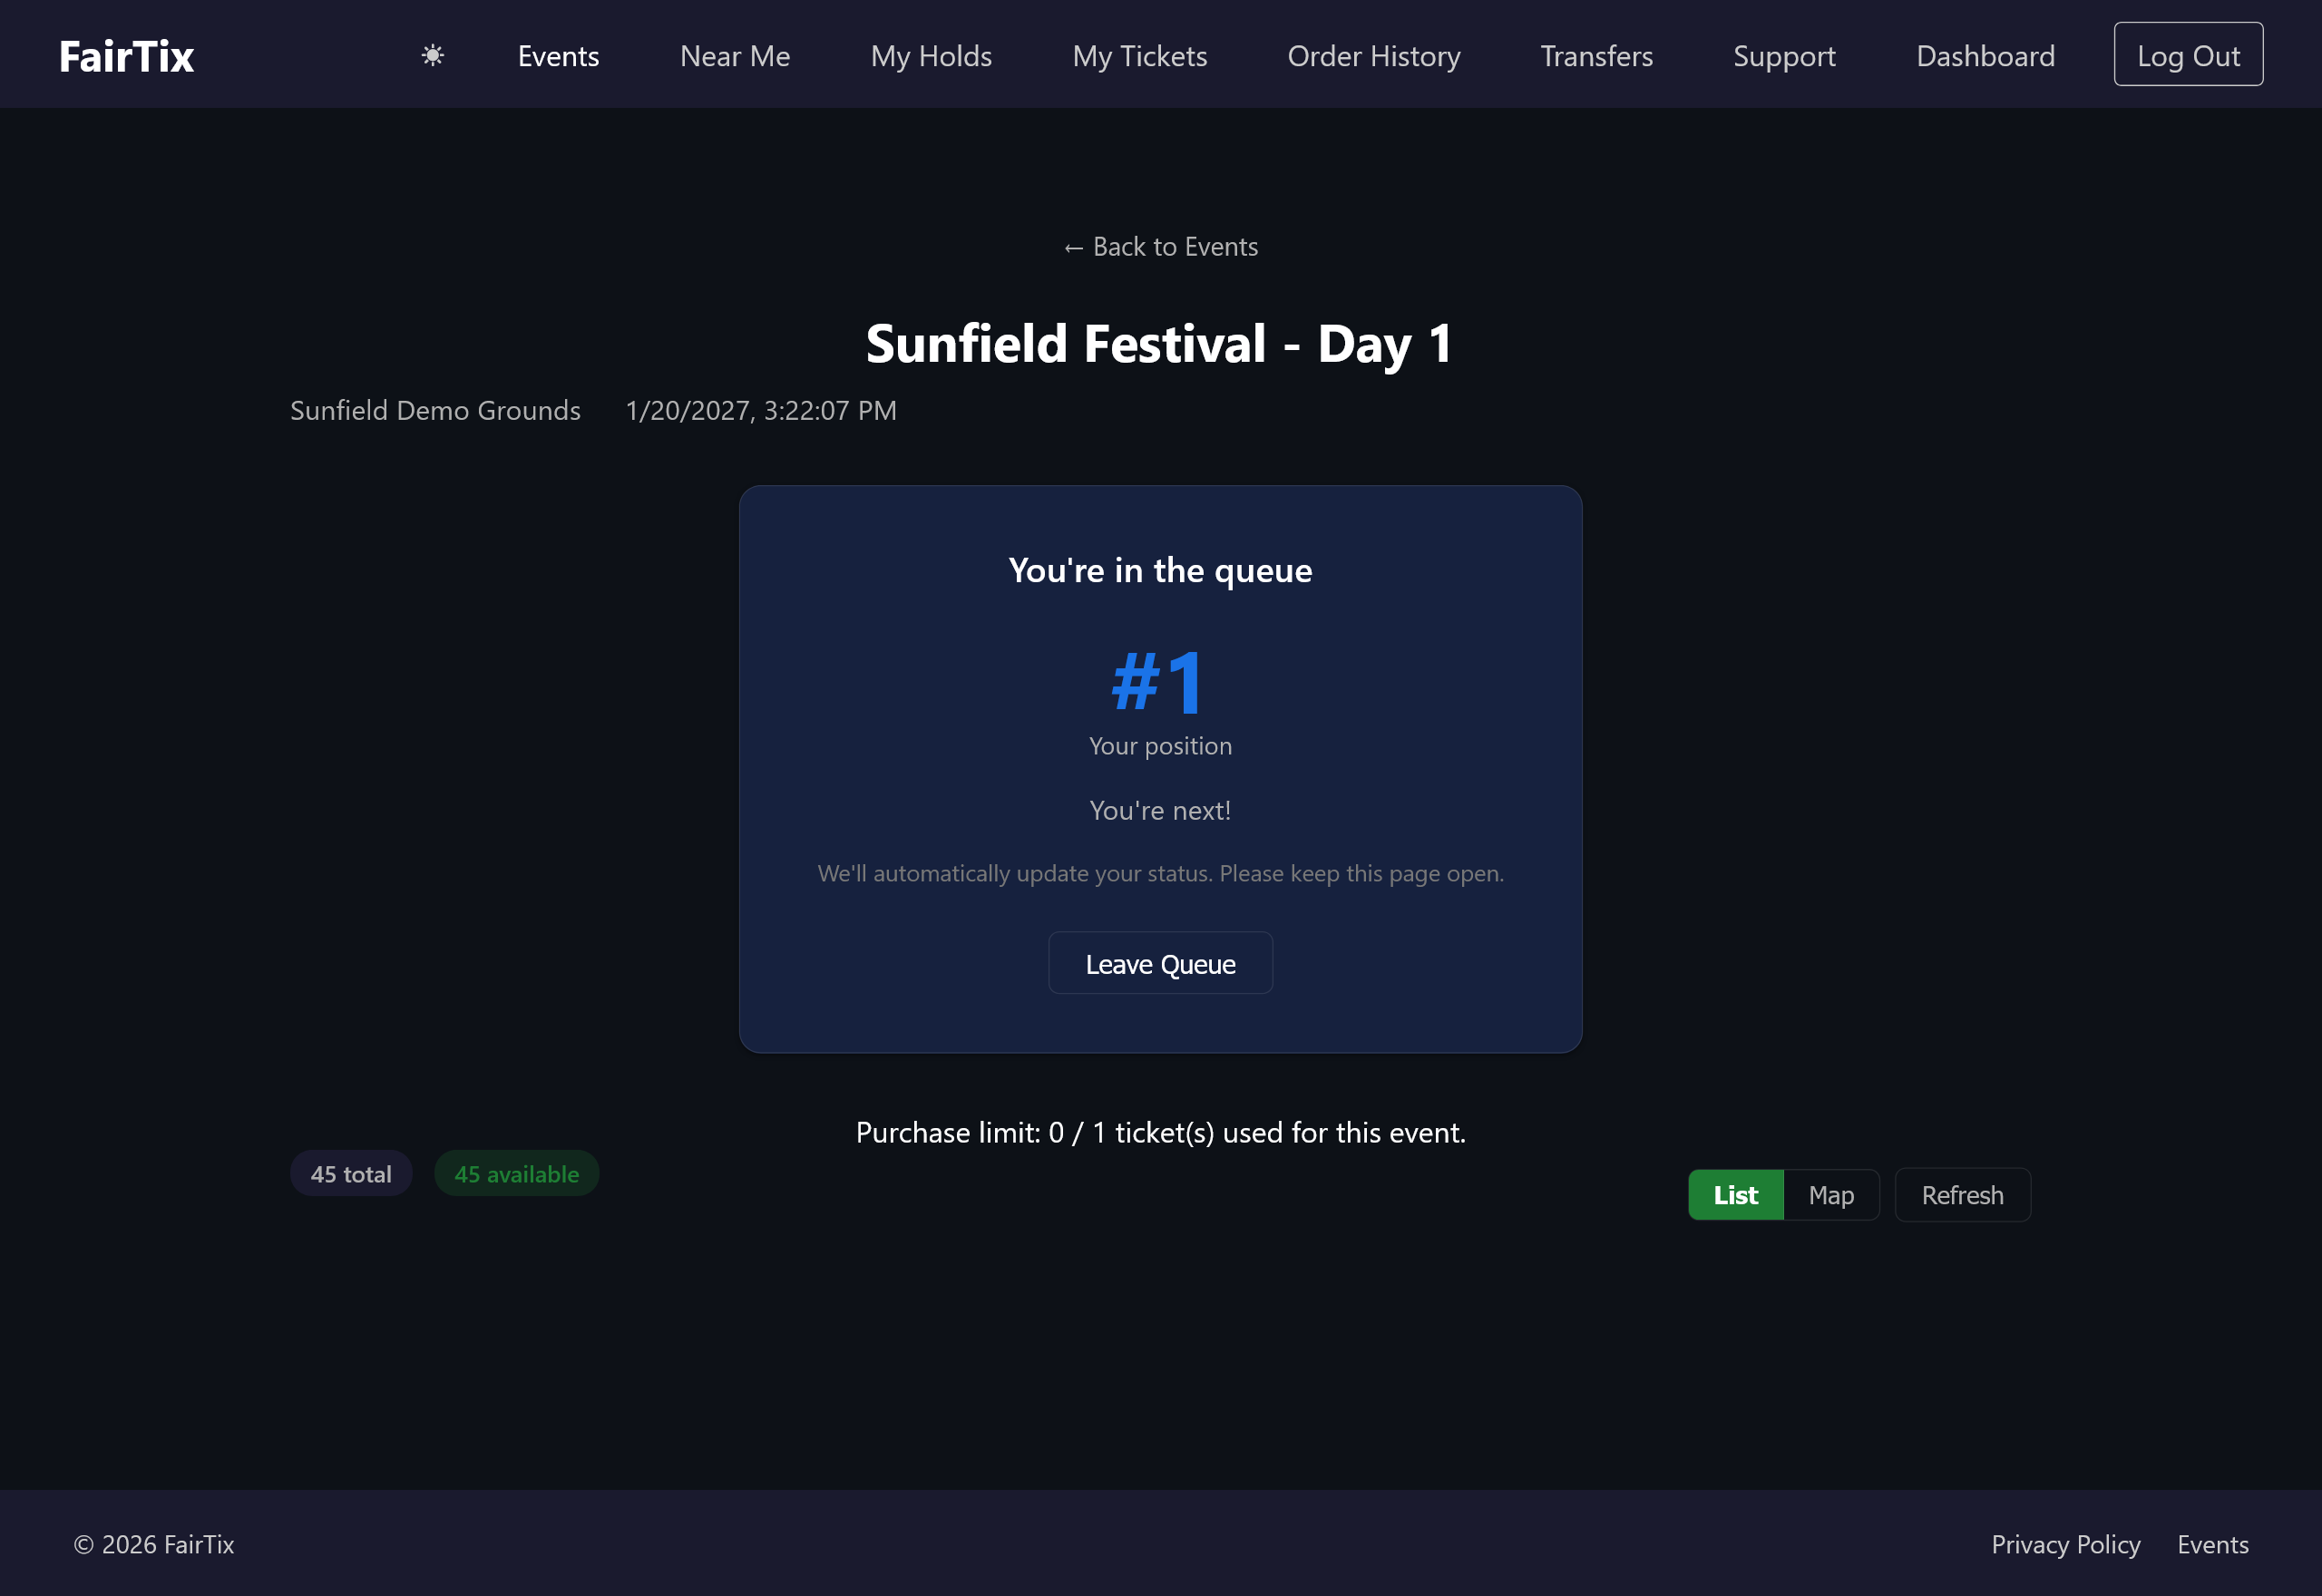 FairTix
Events
Near Me
My Holds
My Tickets
Order History
Transfers
Support
Dashboard
Log Out
← Back to Events
Sunfield Festival - Day 1
Sunfield Demo Grounds
1/20/2027, 3:22:07 PM
You're in the queue
#1
Your position
You're next!
We'll automatically update your status. Please keep this page open.
Leave Queue
Purchase limit: 0 / 1 ticket(s) used for this event.
45 total
45 available
List
Map
Refresh
© 2026 FairTix
Privacy Policy
Events